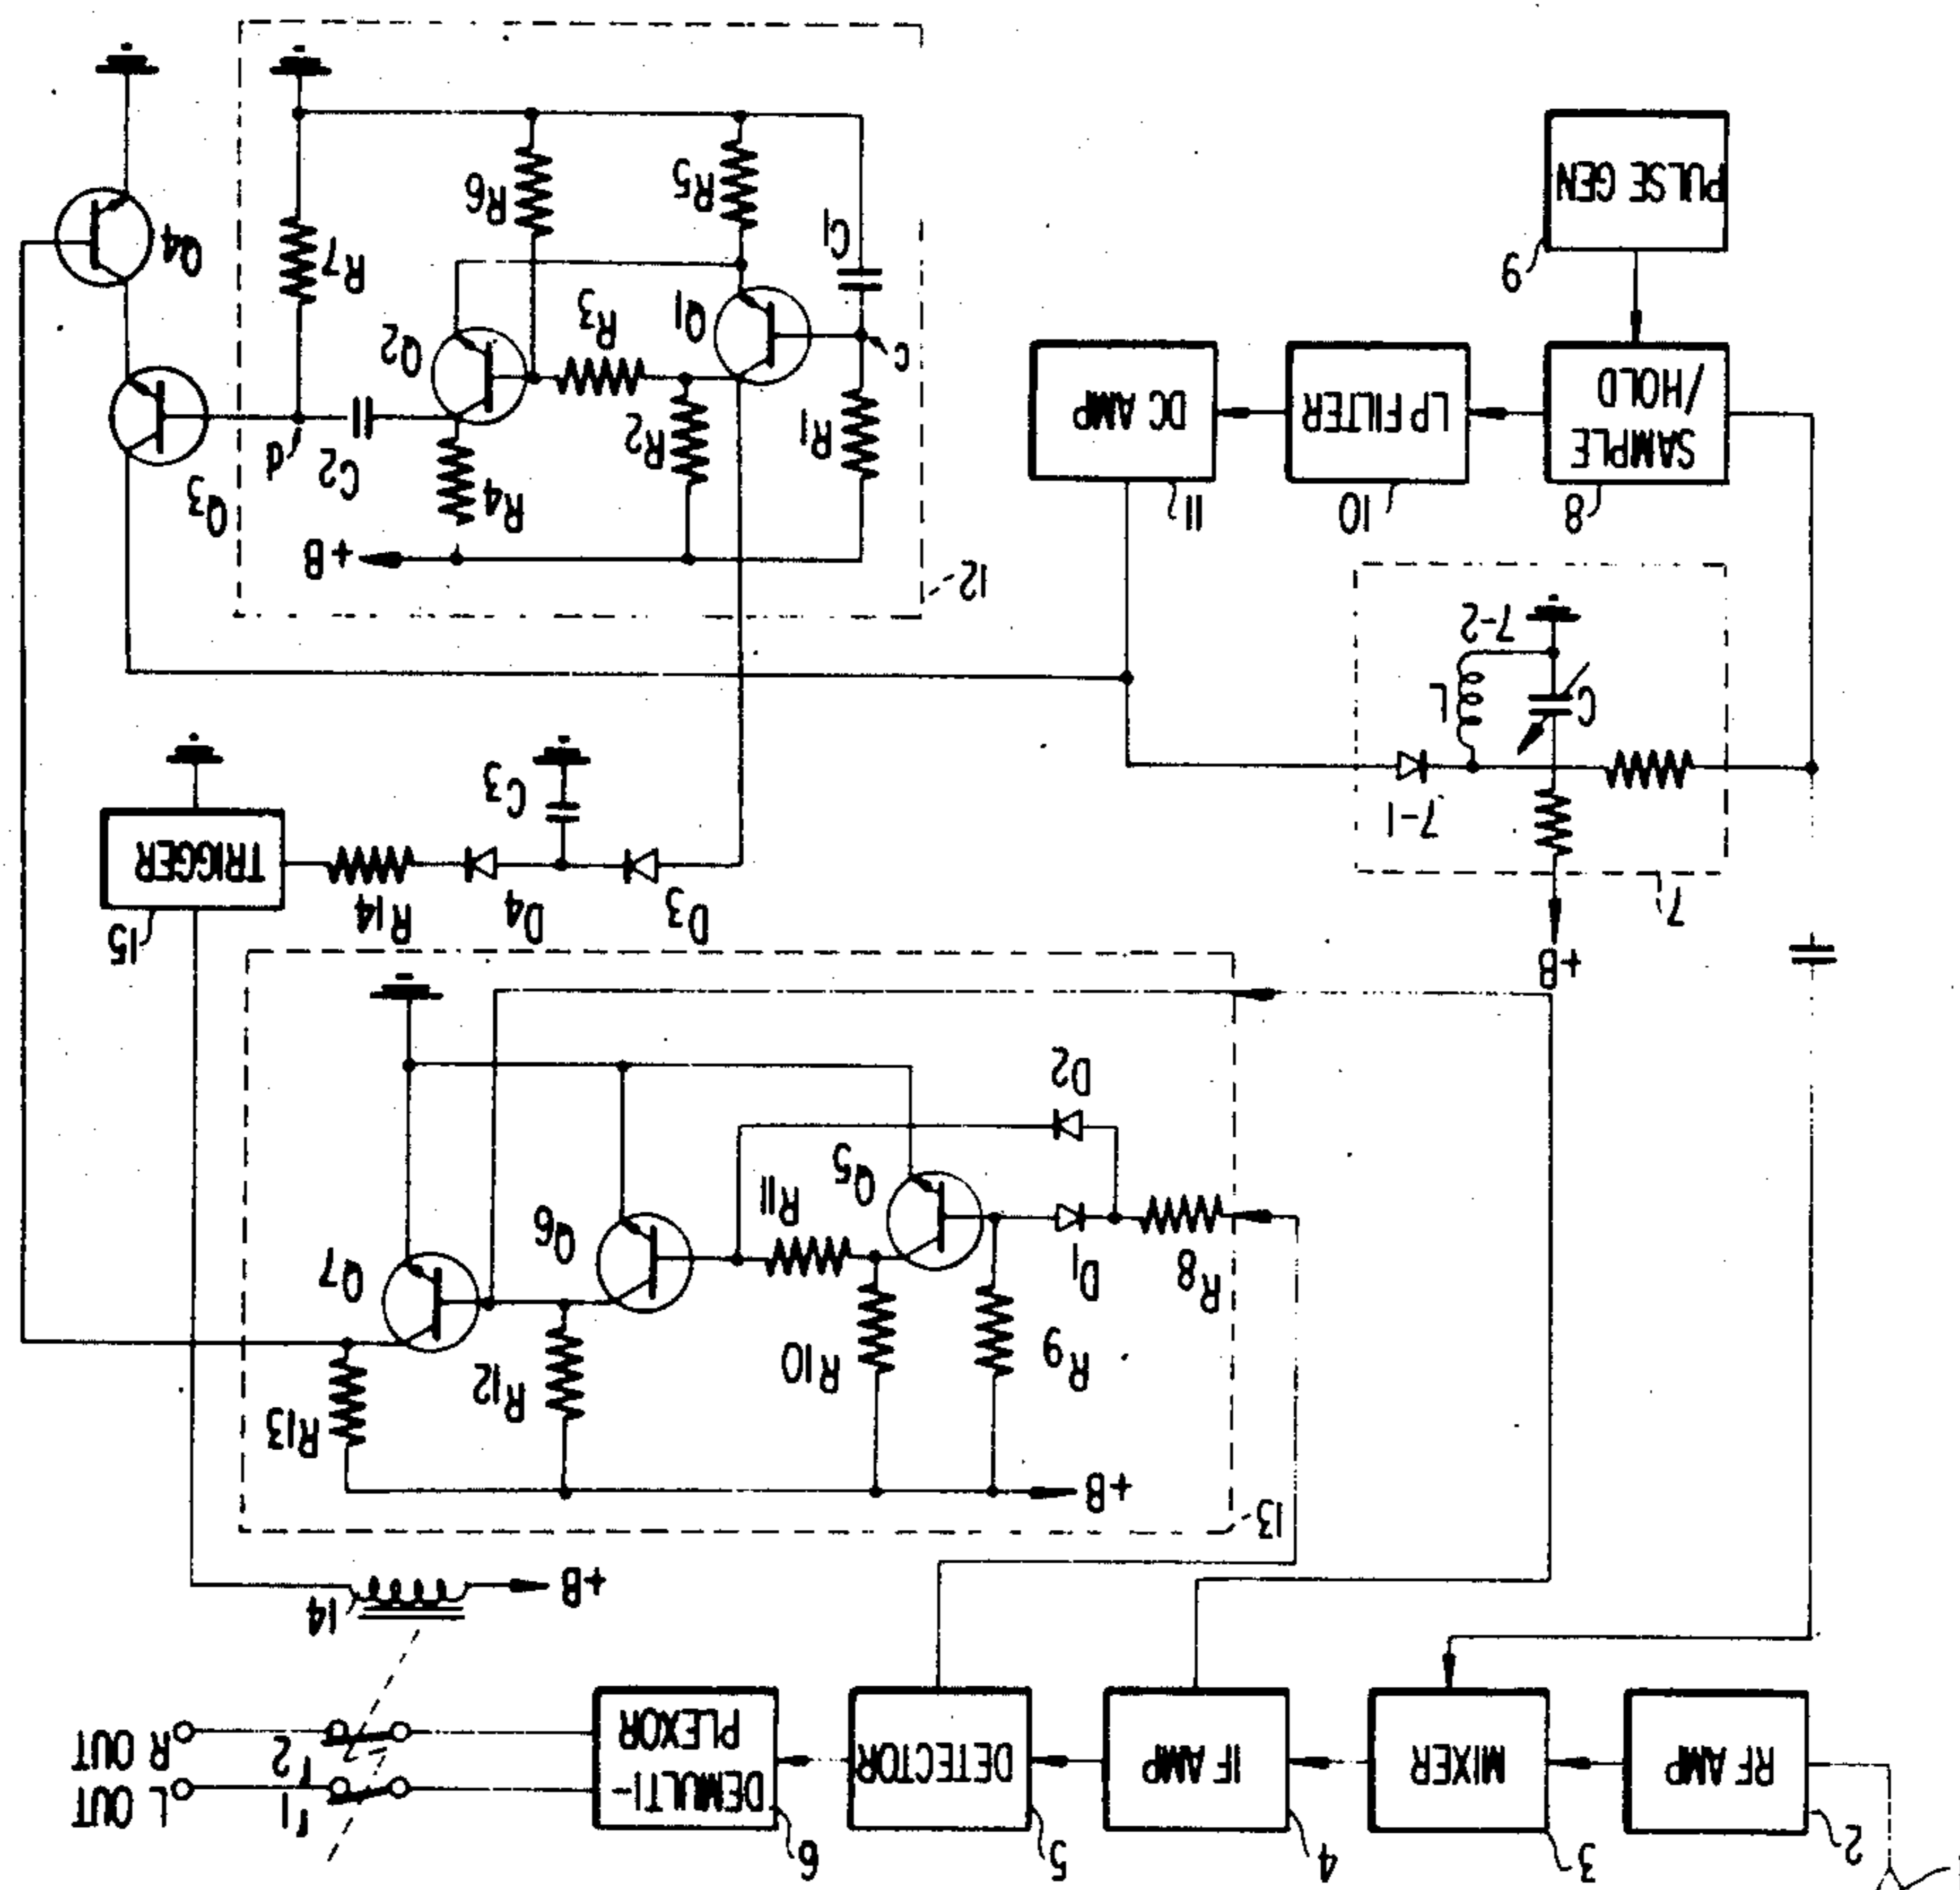 2
3
4
5
6
RF AMP
MIXER
IF AMP
DETECTOR
DEMULTI-
PLEXOR
r1
r2
L OUT
R OUT
14
+B
13
+B
R8
D1
R9
R10
R11
Q5
D2
Q6
R12
Q7
R13
+B
7
7-1
C
L
7-2
D3
D4
C3
R14
15
TRIGGER
8
SAMPLE
/HOLD
10
LP FILTER
11
DC AMP
9
PULSE GEN
12
+B
R1
c
C1
R2
Q1
R3
R5
R4
Q2
R6
C2
d
R7
Q3
Q4